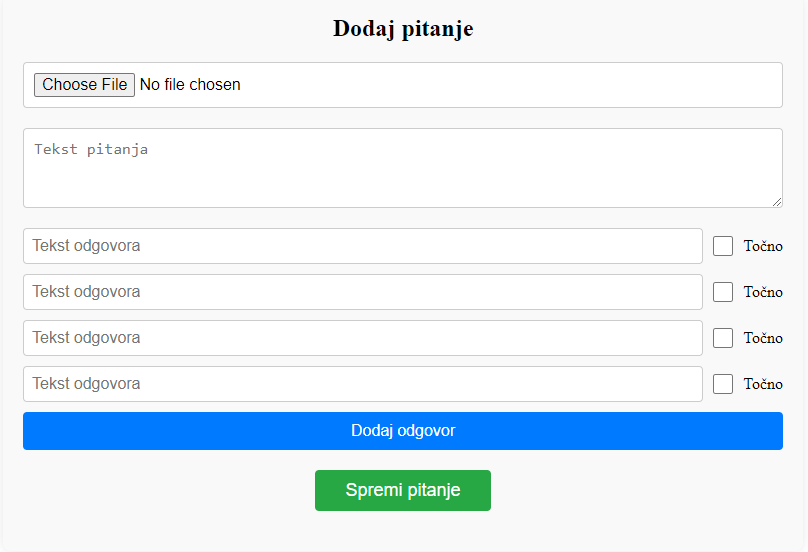 Dodaj pitanje
Choose File No file chosen
Tekst pitanja
Tekst odgovora Točno
Tekst odgovora Točno
Tekst odgovora Točno
Tekst odgovora Točno
Dodaj odgovor
Spremi pitanje